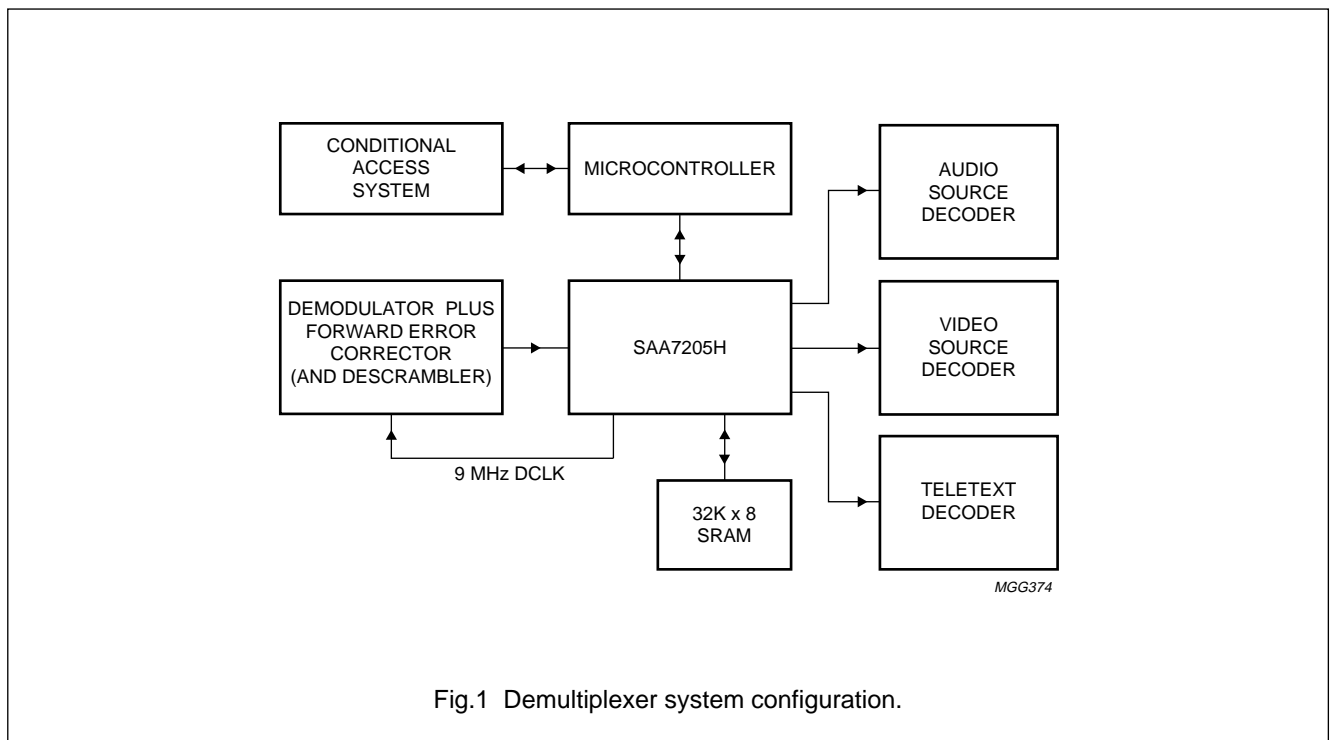 CONDITIONAL
ACCESS
SYSTEM
MICROCONTROLLER
AUDIO
SOURCE
DECODER
DEMODULATOR PLUS
FORWARD ERROR
CORRECTOR
(AND DESCRAMBLER)
SAA7205H
VIDEO
SOURCE
DECODER
9 MHz DCLK
32K x 8
SRAM
TELETEXT
DECODER
MGG374
Fig.1 Demultiplexer system configuration.